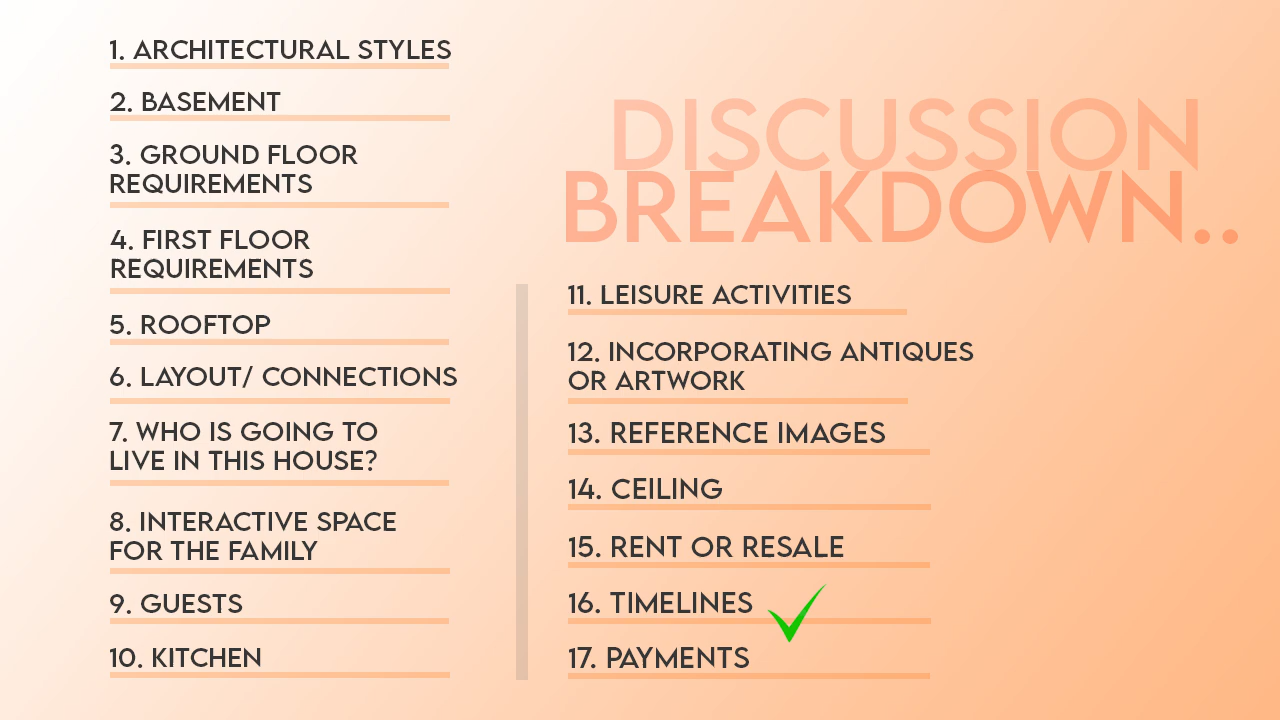 1. ARCHITECTURAL STYLES
2. BASEMENT
3. GROUND FLOOR
REQUIREMENTS
4. FIRST FLOOR
REQUIREMENTS
5. ROOFTOP
6. LAYOUT/ CONNECTIONS
7. WHO IS GOING TO
LIVE IN THIS HOUSE?
8. INTERACTIVE SPACE
FOR THE FAMILY
9. GUESTS
10. KITCHEN
DISCUSSION
BREAKDOWN..
11. LEISURE ACTIVITIES
12. INCORPORATING ANTIQUES
OR ARTWORK
13. REFERENCE IMAGES
14. CEILING
15. RENT OR RESALE
16. TIMELINES
17. PAYMENTS